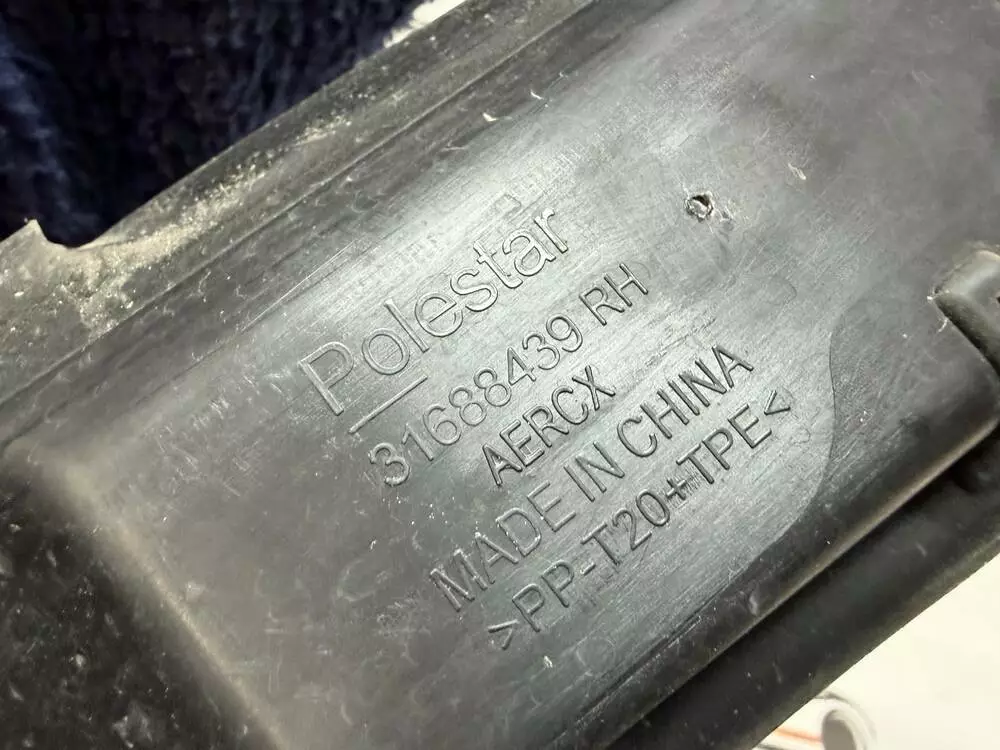 Polestar
31688439 RH
AERCX
MADE IN CHINA
>PP-T20+TPE<